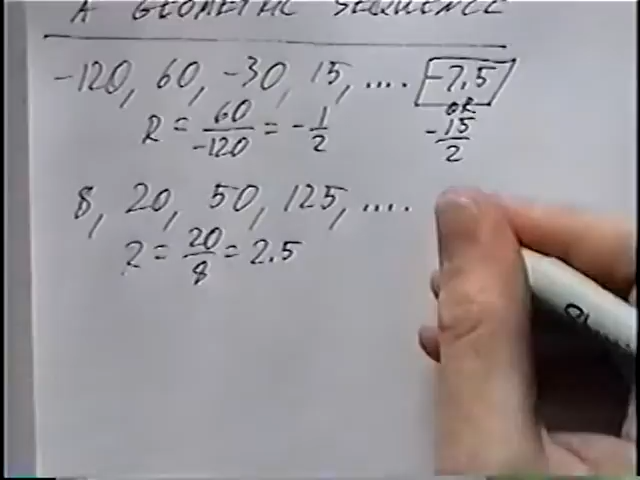 A GEOMETRIC SEQUENCE
-120, 60, -30, 15, .... -7.5
R = 60/-120 = -1/2
OR
-15/2
8, 20, 50, 125, ....
2 = 20/8 = 2.5